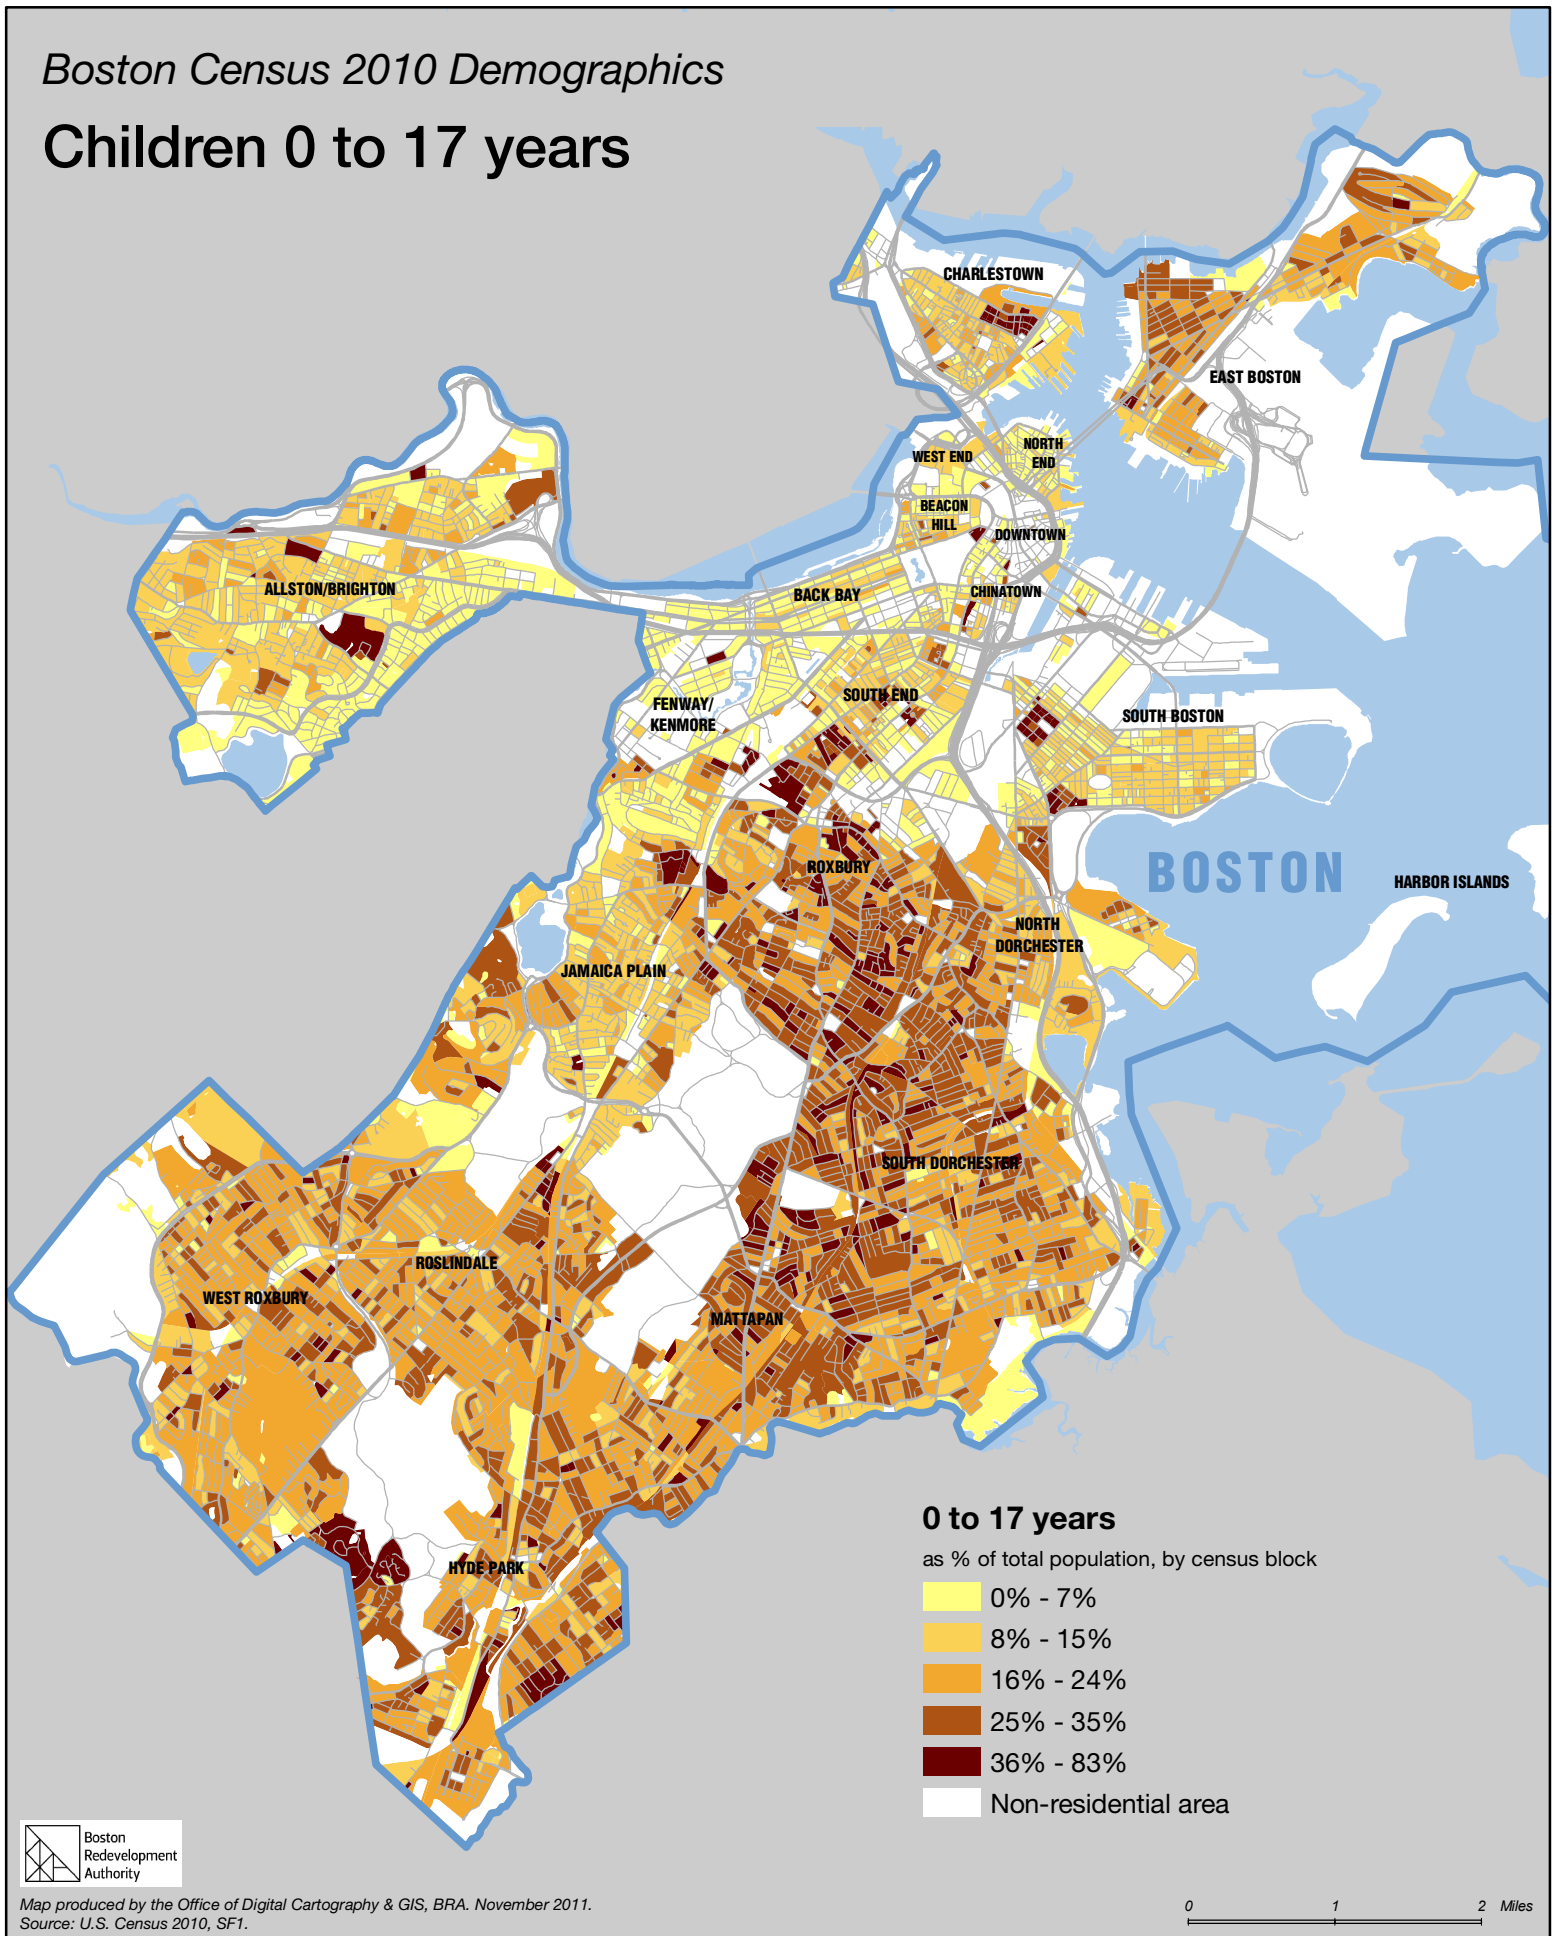 Boston Census 2010 Demographics
Children 0 to 17 years
CHARLESTOWN
EAST BOSTON
NORTH
END
WEST END
BEACON
HILL
DOWNTOWN
ALLSTON/BRIGHTON
BACK BAY
CHINATOWN
SOUTH END
FENWAY/
KENMORE
SOUTH BOSTON
BOSTON
ROXBURY
HARBOR ISLANDS
NORTH
DORCHESTER
JAMAICA PLAIN
SOUTH DORCHESTER
ROSLINDALE
WEST ROXBURY
MATTAPAN
HYDE PARK
0 to 17 years
as % of total population, by census block
0% - 7%
8% - 15%
16% - 24%
25% - 35%
36% - 83%
Non-residential area
Boston
Redevelopment
Authority
Map produced by the Office of Digital Cartography & GIS, BRA. November 2011.
Source: U.S. Census 2010, SF1.
0 1 2 Miles